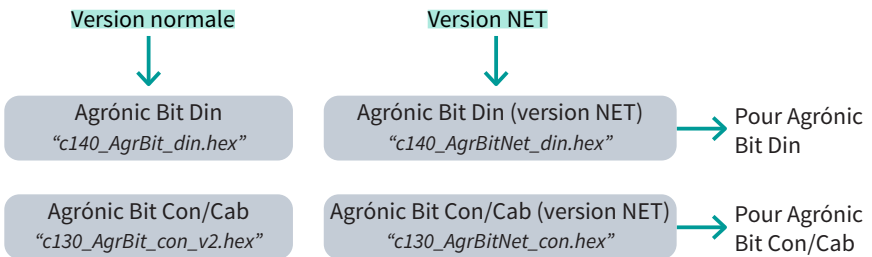 Version normale
Version NET
Agrónic Bit Din
“c140_AgrBit_din.hex”
Agrónic Bit Din (version NET)
“c140_AgrBitNet_din.hex”
Pour Agrónic
Bit Din
Agrónic Bit Con/Cab
“c130_AgrBit_con_v2.hex”
Agrónic Bit Con/Cab (version NET)
“c130_AgrBitNet_con.hex”
Pour Agrónic
Bit Con/Cab